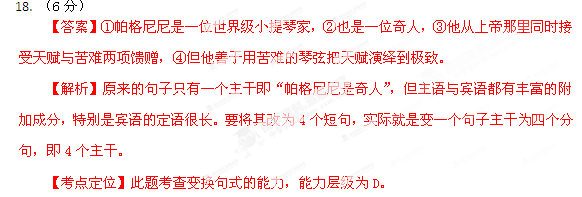 18. （6 分）
【答案】①帕格尼尼是一位世界级小提琴家，②也是一位奇人，③他从上帝那里同时接
受天赋与苦难两项馈赠，④但他善于用苦难的琴弦把天赋演绎到极致。
【解析】原来的句子只有一个主干即“帕格尼尼是奇人”，但主语与宾语都有丰富的附
加成分，特别是宾语的定语很长。要将其改为 4 个短句，实际就是变一个句子主干为四个分
句，即 4 个主干。
【考点定位】此题考查变换句式的能力，能力层级为 D。